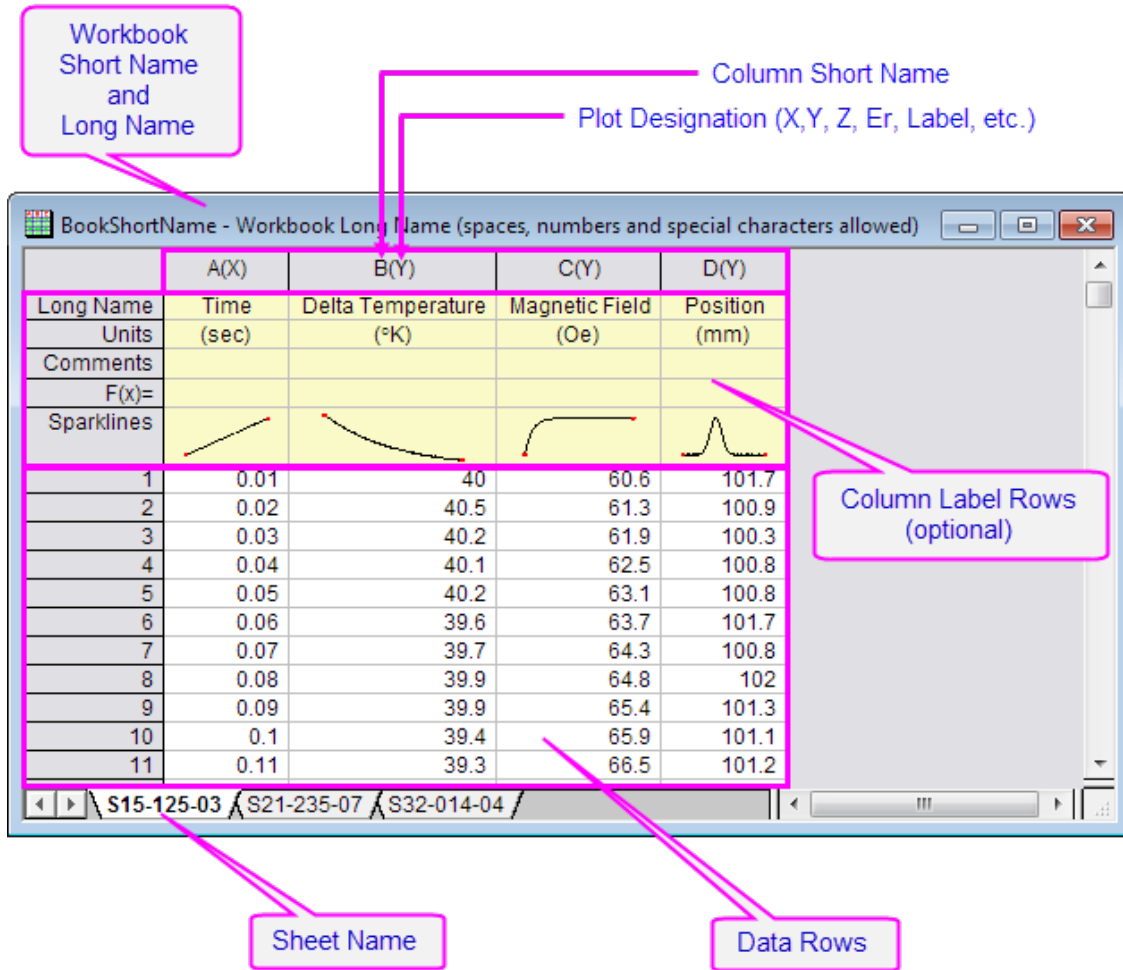 Workbook
Short Name
and
Long Name
Column Short Name
Plot Designation (X,Y, Z, Er, Label, etc.)
BookShortName - Workbook Long Name (spaces, numbers and special characters allowed)
A(X) B(Y) C(Y) D(Y)
Long Name Time Delta Temperature Magnetic Field Position
Units (sec) (°K) (Oe) (mm)
Comments
F(x)=
Sparklines
1 0.01 40 60.6 101.7
2 0.02 40.5 61.3 100.9
3 0.03 40.2 61.9 100.3
4 0.04 40.1 62.5 100.8
5 0.05 40.2 63.1 100.8
6 0.06 39.6 63.7 101.7
7 0.07 39.7 64.3 100.8
8 0.08 39.9 64.8 102
9 0.09 39.9 65.4 101.3
10 0.1 39.4 65.9 101.1
11 0.11 39.3 66.5 101.2
Column Label Rows
(optional)
S15-125-03 S21-235-07 S32-014-04
Sheet Name
Data Rows